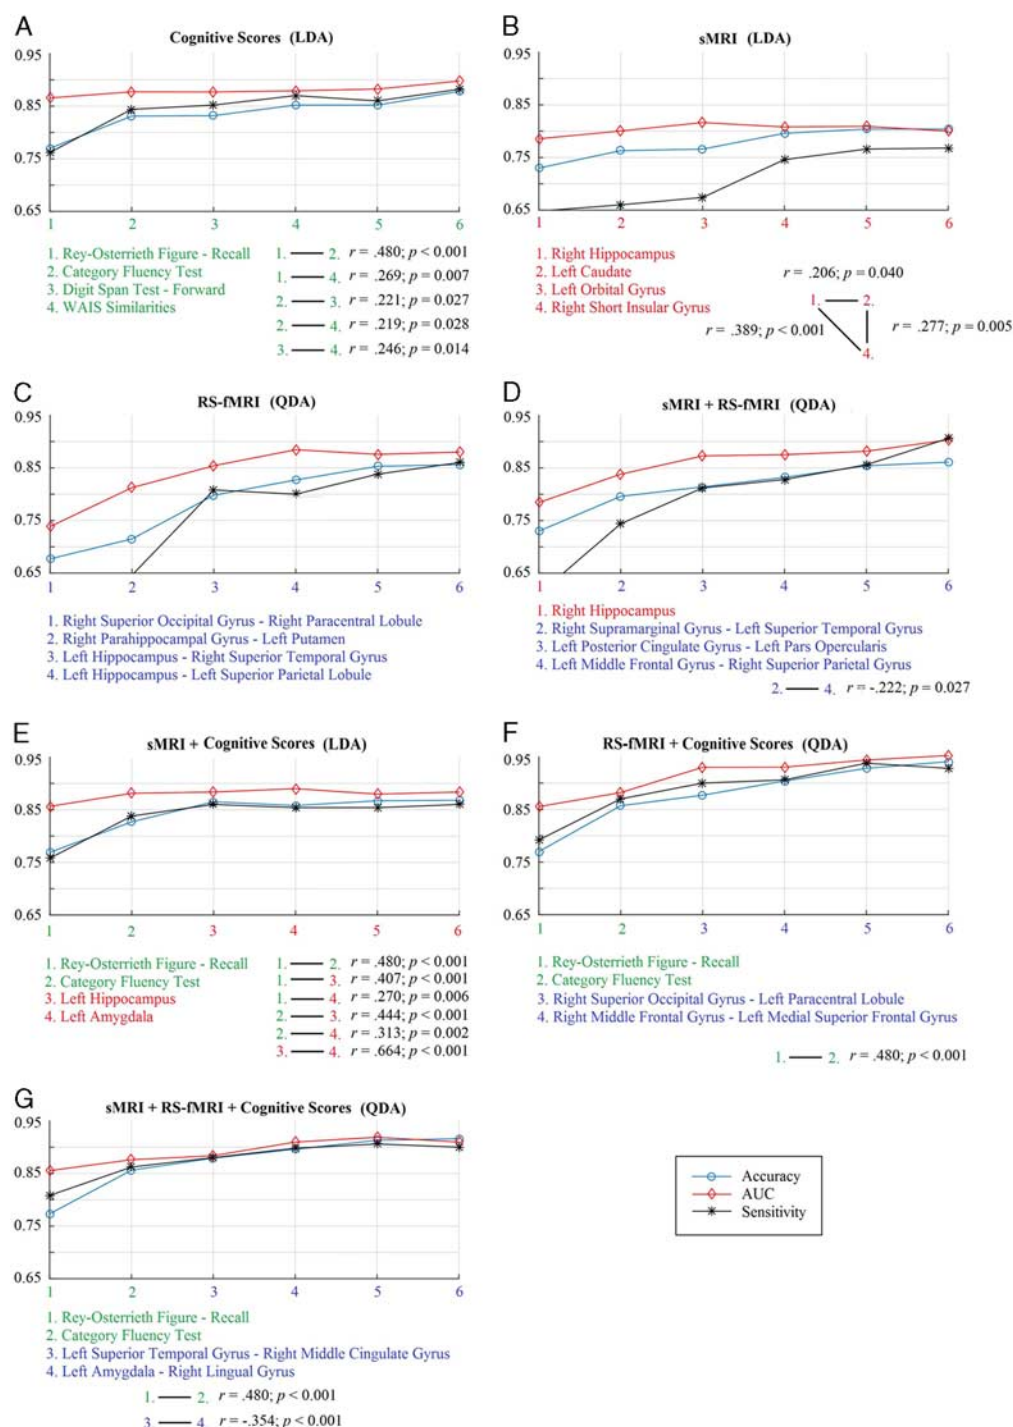 A
Cognitive Scores (LDA)
0.95
0.85
0.75
0.65
1 2 3 4 5 6
1. Rey-Osterrieth Figure - Recall
2. Category Fluency Test
3. Digit Span Test - Forward
4. WAIS Similarities
1. 2. r = .480; p < 0.001
1. 4. r = .269; p = 0.007
2. 3. r = .221; p = 0.027
2. 4. r = .219; p = 0.028
3. 4. r = .246; p = 0.014
B
sMRI (LDA)
0.95
0.85
0.75
0.65
1 2 3 4 5 6
1. Right Hippocampus
2. Left Caudate
3. Left Orbital Gyrus
4. Right Short Insular Gyrus
r = .206; p = 0.040
1. 2.
r = .389; p < 0.001
r = .277; p = 0.005
4.
C
RS-fMRI (QDA)
0.95
0.85
0.75
0.65
1 2 3 4 5 6
1. Right Superior Occipital Gyrus - Right Paracentral Lobule
2. Right Parahippocampal Gyrus - Left Putamen
3. Left Hippocampus - Right Superior Temporal Gyrus
4. Left Hippocampus - Left Superior Parietal Lobule
D
sMRI + RS-fMRI (QDA)
0.95
0.85
0.75
0.65
1 2 3 4 5 6
1. Right Hippocampus
2. Right Supramarginal Gyrus - Left Superior Temporal Gyrus
3. Left Posterior Cingulate Gyrus - Left Pars Opercularis
4. Left Middle Frontal Gyrus - Right Superior Parietal Gyrus
2. 4. r = -.222; p = 0.027
E
sMRI + Cognitive Scores (LDA)
0.95
0.85
0.75
0.65
1 2 3 4 5 6
1. Rey-Osterrieth Figure - Recall
2. Category Fluency Test
3. Left Hippocampus
4. Left Amygdala
1. 2. r = .480; p < 0.001
1. 3. r = .407; p < 0.001
1. 4. r = .270; p = 0.006
2. 3. r = .444; p < 0.001
2. 4. r = .313; p = 0.002
3. 4. r = .664; p < 0.001
F
RS-fMRI + Cognitive Scores (QDA)
0.95
0.85
0.75
0.65
1 2 3 4 5 6
1. Rey-Osterrieth Figure - Recall
2. Category Fluency Test
3. Right Superior Occipital Gyrus - Left Paracentral Lobule
4. Right Middle Frontal Gyrus - Left Medial Superior Frontal Gyrus
1. 2. r = .480; p < 0.001
G
sMRI + RS-fMRI + Cognitive Scores (QDA)
0.95
0.85
0.75
0.65
1 2 3 4 5 6
1. Rey-Osterrieth Figure - Recall
2. Category Fluency Test
3. Left Superior Temporal Gyrus - Right Middle Cingulate Gyrus
4. Left Amygdala - Right Lingual Gyrus
1. 2. r = .480; p < 0.001
3. 4. r = -.354; p < 0.001
Accuracy
AUC
Sensitivity